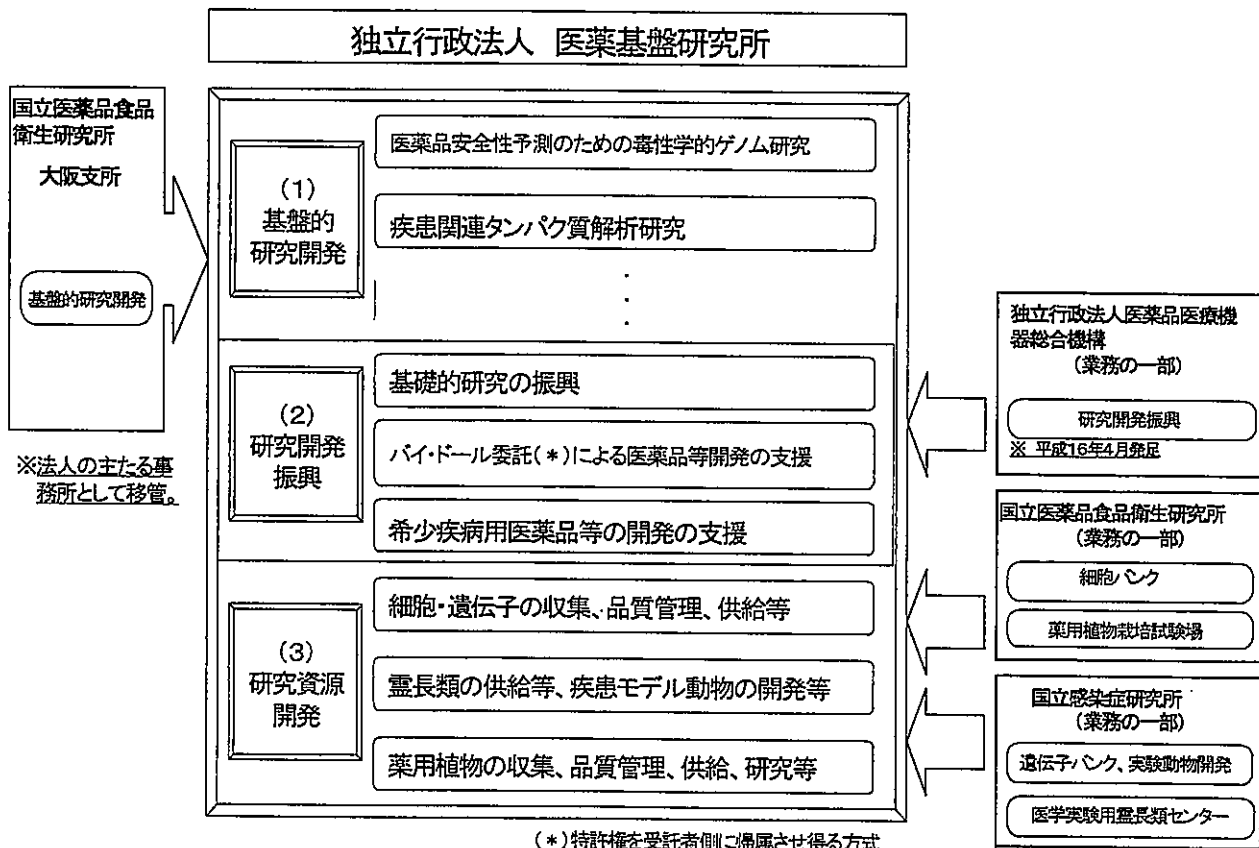 独立行政法人 医薬基盤研究所
国立医薬品食品
衛生研究所
大阪支所
基盤的研究開発
※法人の主たる事
務所として移管。
(1)
基盤的
研究開発
医薬品安全性予測のための毒性学的ゲノム研究
疾患関連タンパク質解析研究
・
・
・
(2)
研究開発
振興
基礎的研究の振興
バイ・ドール委託(*)による医薬品等開発の支援
希少疾病用医薬品等の開発の支援
(3)
研究資源
開発
細胞・遺伝子の収集、品質管理、供給等
霊長類の供給等、疾患モデル動物の開発等
薬用植物の収集、品質管理、供給、研究等
(*)特許権を受託者側に帰属させ得る方式
独立行政法人医薬品医療機
器総合機構
(業務の一部)
研究開発振興
※ 平成16年4月発足
国立医薬品食品衛生研究所
(業務の一部)
細胞バンク
薬用植物栽培試験場
国立感染症研究所
(業務の一部)
遺伝子バンク、実験動物開発
医学実験用霊長類センター